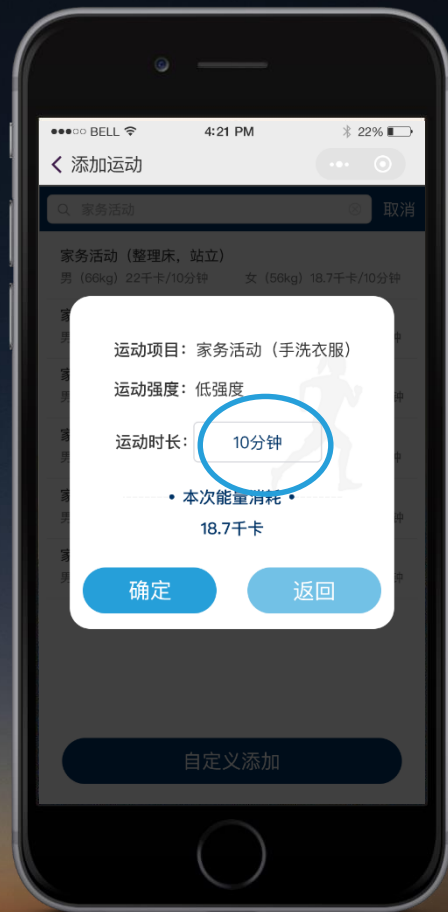 BELL 4:21 PM 22%
添加运动
家务活动 取消
家务活动（整理床，站立）
男（66kg）22千卡/10分钟 女（56kg）18.7千卡/10分钟
运动项目：家务活动（手洗衣服）
运动强度：低强度
运动时长：10分钟
• 本次能量消耗 •
18.7千卡
确定 返回
自定义添加